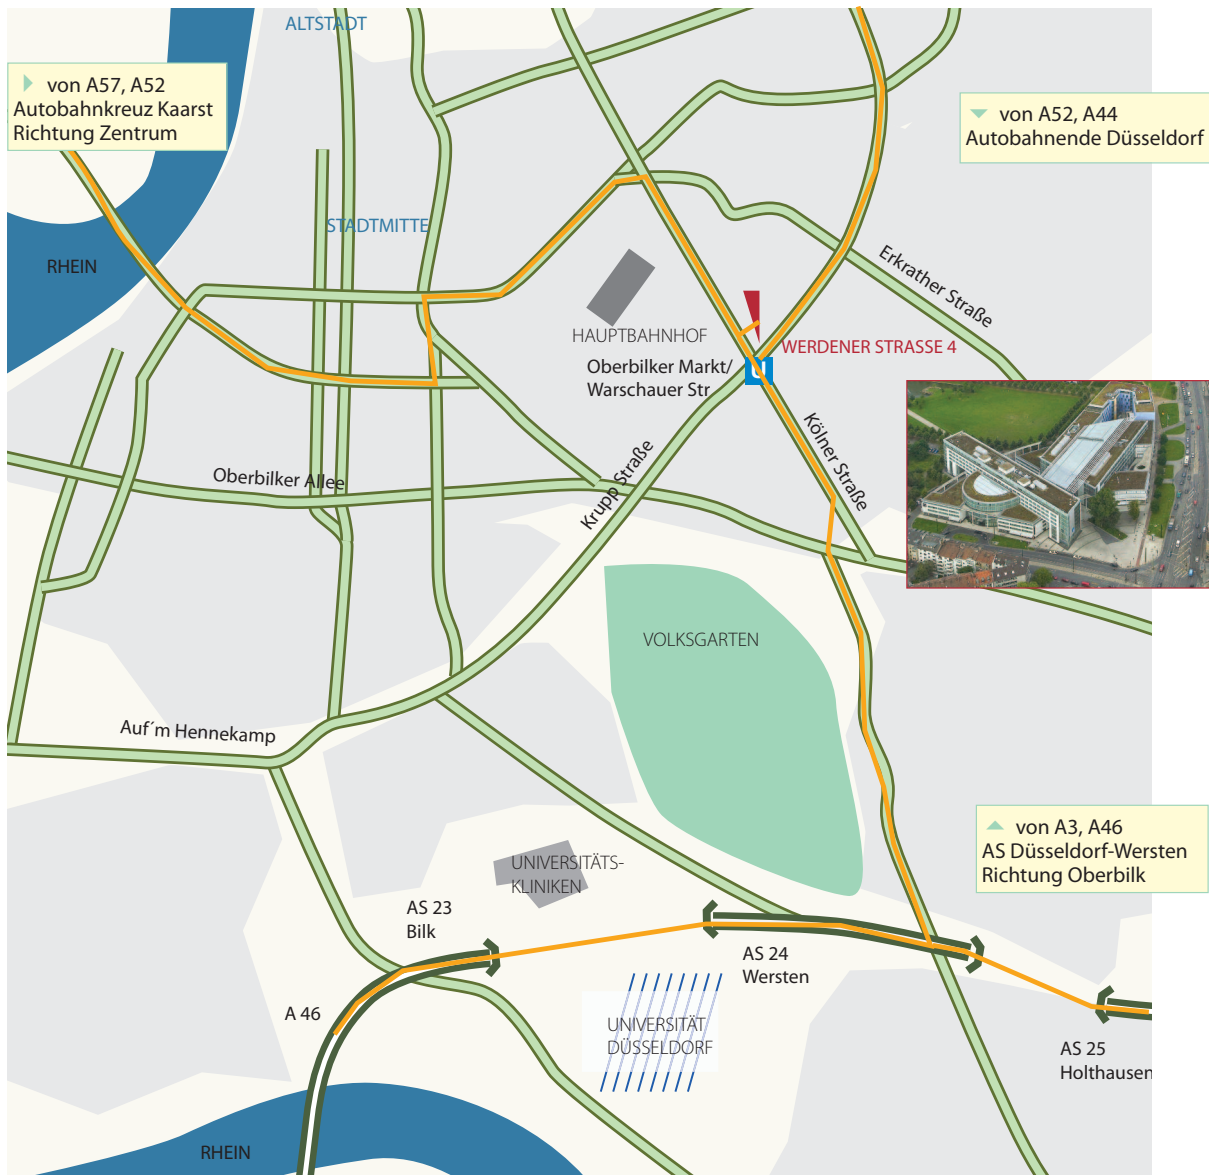 ALTSTADT
von A57, A52
Autobahnkreuz Kaarst
Richtung Zentrum
von A52, A44
Autobahnende Düsseldorf
STADTMITTE
RHEIN
Erkrather Straße
HAUPTBAHNHOF
WERDENER STRASSE 4
Oberbilker Markt/
Warschauer Str.
U
Kölner Straße
Krupp Straße
Oberbilker Allee
VOLKSGARTEN
Auf´m Hennekamp
von A3, A46
AS Düsseldorf-Wersten
Richtung Oberbilk
UNIVERSITÄTS-
KLINIKEN
AS 23
Bilk
AS 24
Wersten
A 46
UNIVERSITÄT
DÜSSELDORF
AS 25
Holthausen
RHEIN